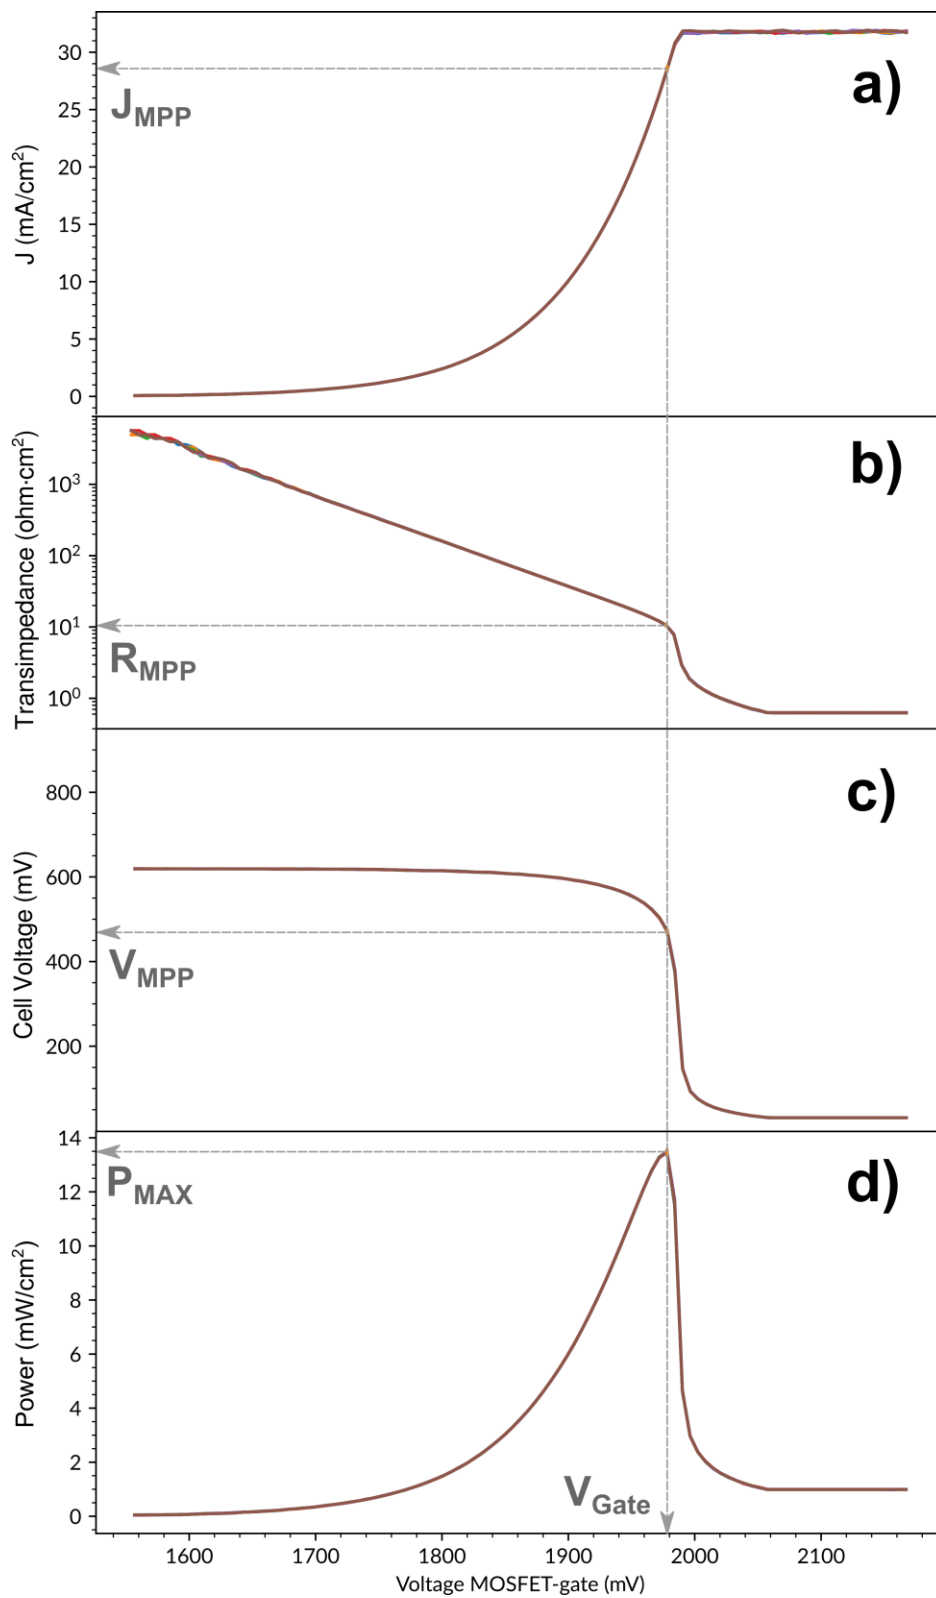 a)
J (mA/cm²)
30
25
20
15
10
5
0
J_MPP
b)
Transimpedance (ohm·cm²)
10³
10²
10¹
10⁰
R_MPP
c)
Cell Voltage (mV)
800
600
400
200
V_MPP
d)
Power (mW/cm²)
14
12
10
8
6
4
2
0
P_MAX
V_Gate
1600 1700 1800 1900 2000 2100
Voltage MOSFET-gate (mV)